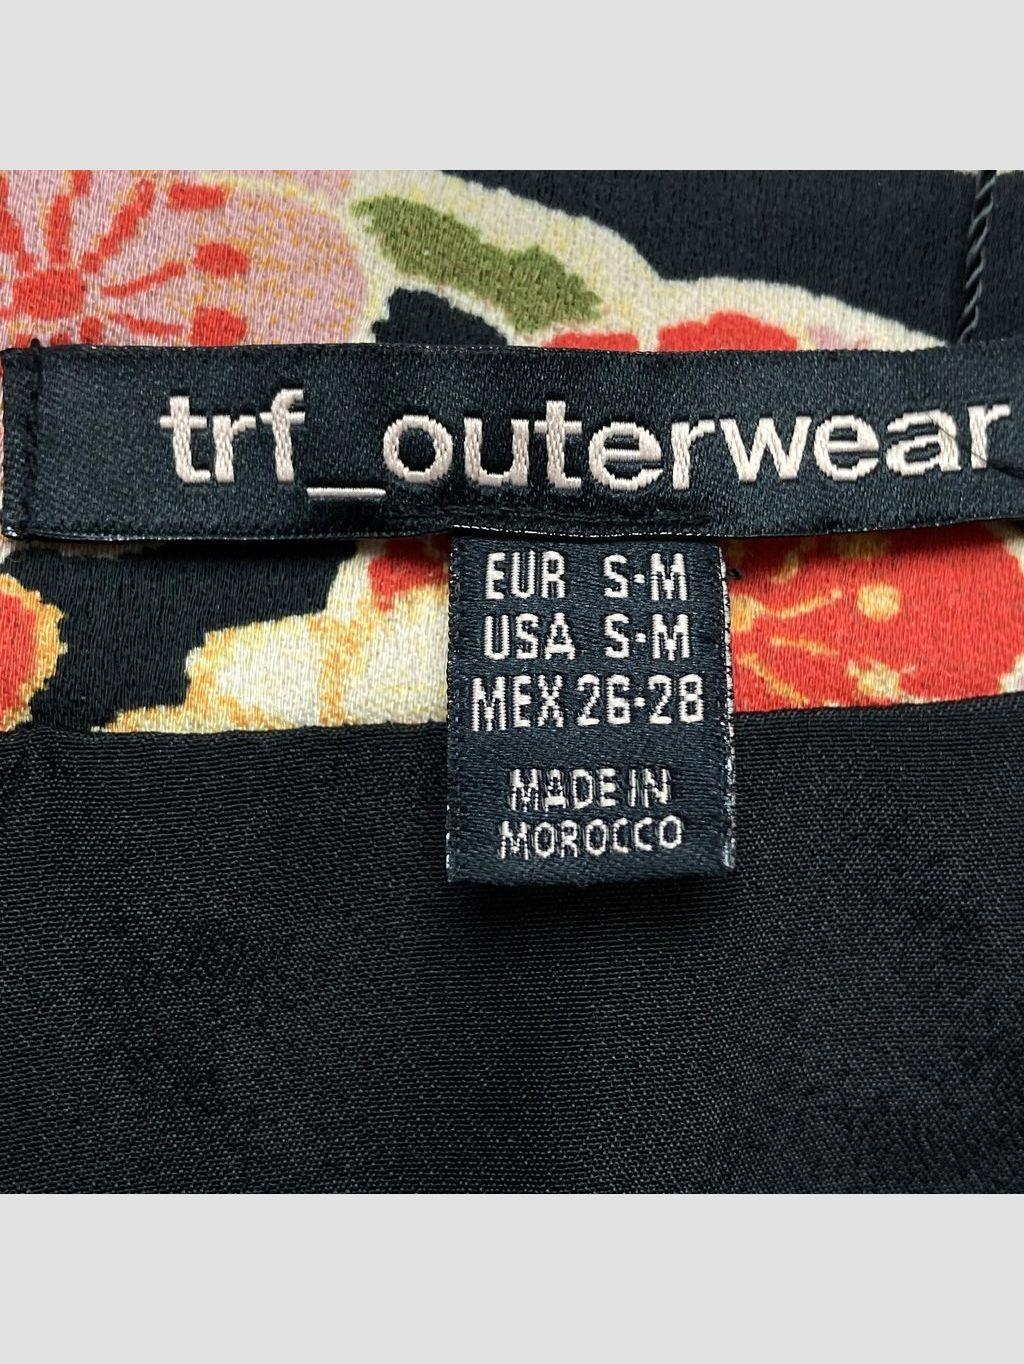 trf_outerwear
EUR S·M
USA S·M
MEX 26·28
MADE IN
MOROCCO